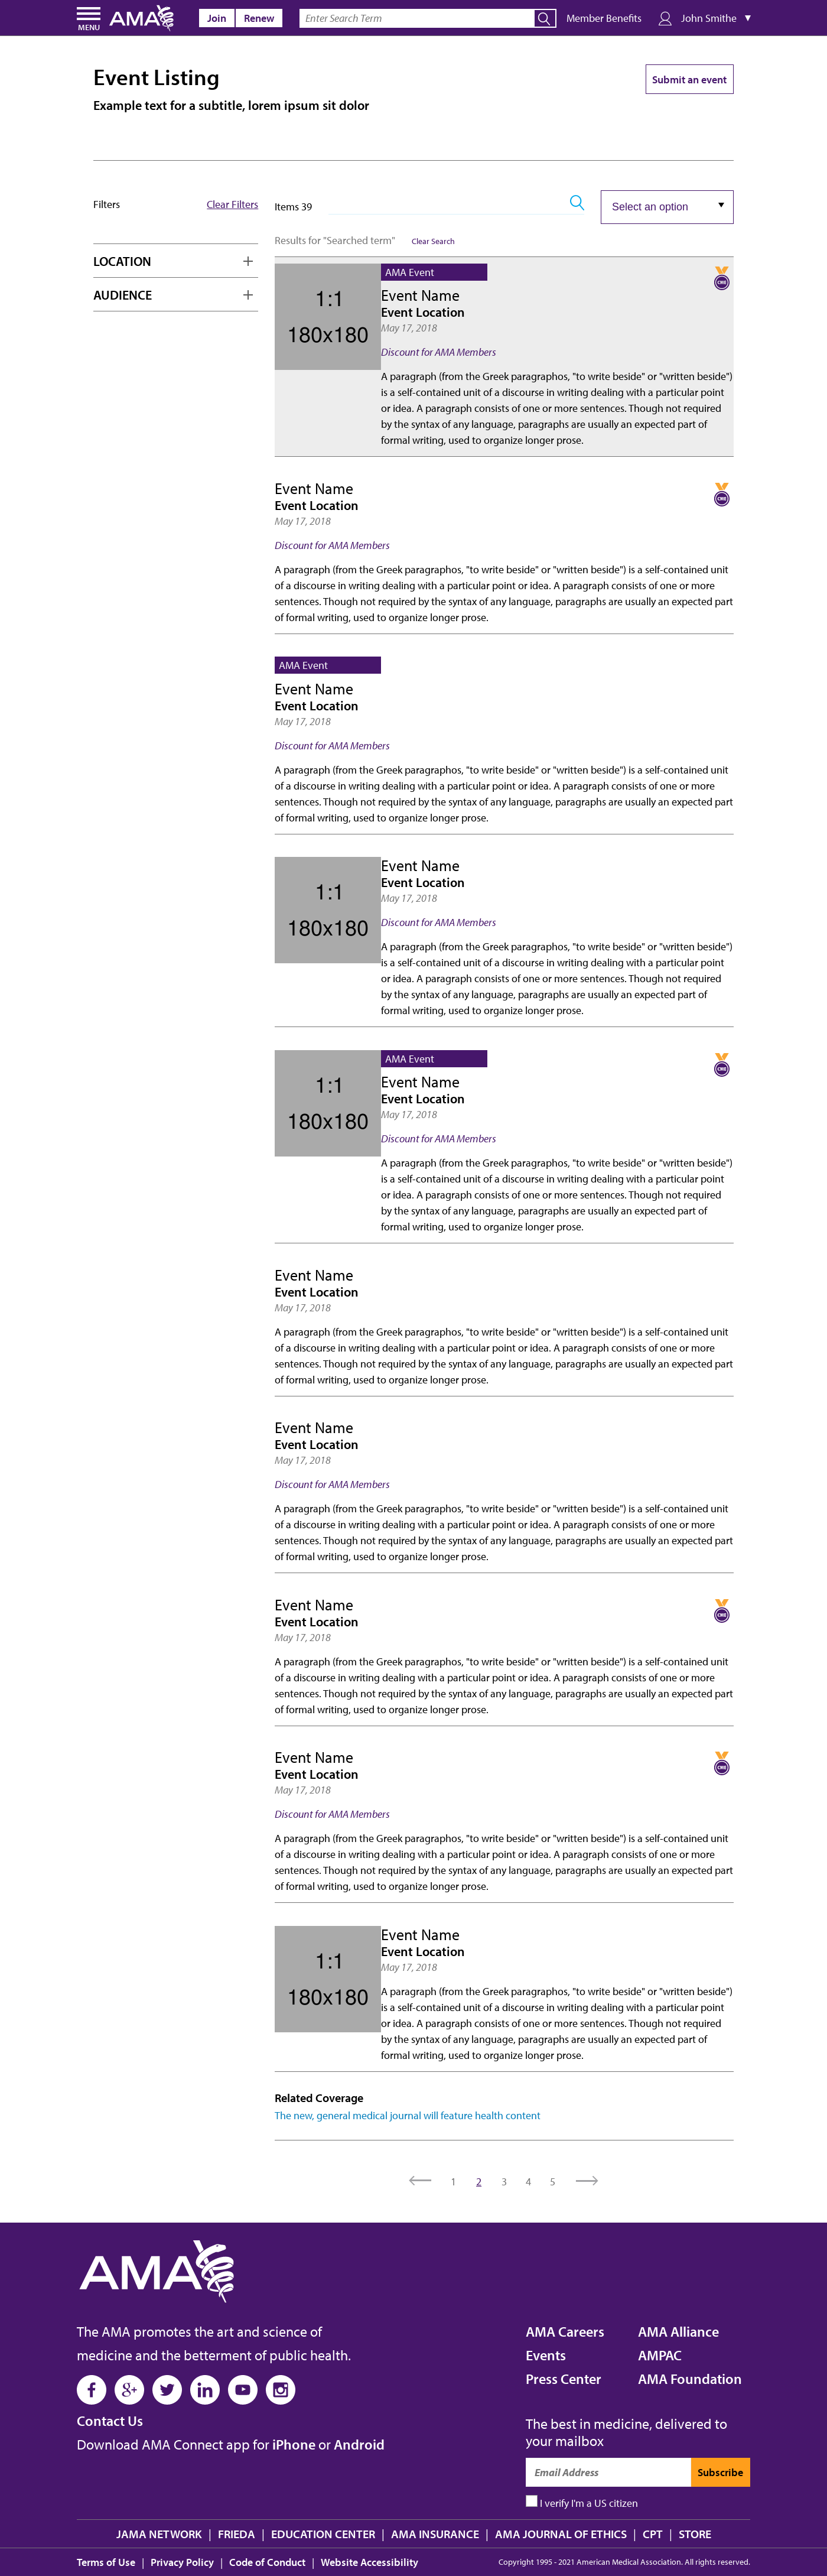 MENU
AMA
Join
Renew
Enter Search Term
Member Benefits
John Smithe
Event Listing
Submit an event
Example text for a subtitle, lorem ipsum sit dolor
Filters
Clear Filters
LOCATION
AUDIENCE
Items 39
Select an option
Results for "Searched term"
Clear Search
1:1
180x180
AMA Event
CME
Event Name
Event Location
May 17, 2018
Discount for AMA Members
A paragraph (from the Greek paragraphos, "to write beside" or "written beside")
is a self-contained unit of a discourse in writing dealing with a particular point
or idea. A paragraph consists of one or more sentences. Though not required
by the syntax of any language, paragraphs are usually an expected part of
formal writing, used to organize longer prose.
Event Name
CME
Event Location
May 17, 2018
Discount for AMA Members
A paragraph (from the Greek paragraphos, "to write beside" or "written beside") is a self-contained unit
of a discourse in writing dealing with a particular point or idea. A paragraph consists of one or more
sentences. Though not required by the syntax of any language, paragraphs are usually an expected part
of formal writing, used to organize longer prose.
AMA Event
Event Name
Event Location
May 17, 2018
Discount for AMA Members
A paragraph (from the Greek paragraphos, "to write beside" or "written beside") is a self-contained unit
of a discourse in writing dealing with a particular point or idea. A paragraph consists of one or more
sentences. Though not required by the syntax of any language, paragraphs are usually an expected part
of formal writing, used to organize longer prose.
1:1
180x180
Event Name
Event Location
May 17, 2018
Discount for AMA Members
A paragraph (from the Greek paragraphos, "to write beside" or "written beside")
is a self-contained unit of a discourse in writing dealing with a particular point
or idea. A paragraph consists of one or more sentences. Though not required
by the syntax of any language, paragraphs are usually an expected part of
formal writing, used to organize longer prose.
1:1
180x180
AMA Event
CME
Event Name
Event Location
May 17, 2018
Discount for AMA Members
A paragraph (from the Greek paragraphos, "to write beside" or "written beside")
is a self-contained unit of a discourse in writing dealing with a particular point
or idea. A paragraph consists of one or more sentences. Though not required
by the syntax of any language, paragraphs are usually an expected part of
formal writing, used to organize longer prose.
Event Name
Event Location
May 17, 2018
A paragraph (from the Greek paragraphos, "to write beside" or "written beside") is a self-contained unit
of a discourse in writing dealing with a particular point or idea. A paragraph consists of one or more
sentences. Though not required by the syntax of any language, paragraphs are usually an expected part
of formal writing, used to organize longer prose.
Event Name
Event Location
May 17, 2018
Discount for AMA Members
A paragraph (from the Greek paragraphos, "to write beside" or "written beside") is a self-contained unit
of a discourse in writing dealing with a particular point or idea. A paragraph consists of one or more
sentences. Though not required by the syntax of any language, paragraphs are usually an expected part
of formal writing, used to organize longer prose.
Event Name
CME
Event Location
May 17, 2018
A paragraph (from the Greek paragraphos, "to write beside" or "written beside") is a self-contained unit
of a discourse in writing dealing with a particular point or idea. A paragraph consists of one or more
sentences. Though not required by the syntax of any language, paragraphs are usually an expected part
of formal writing, used to organize longer prose.
Event Name
CME
Event Location
May 17, 2018
Discount for AMA Members
A paragraph (from the Greek paragraphos, "to write beside" or "written beside") is a self-contained unit
of a discourse in writing dealing with a particular point or idea. A paragraph consists of one or more
sentences. Though not required by the syntax of any language, paragraphs are usually an expected part
of formal writing, used to organize longer prose.
1:1
180x180
Event Name
Event Location
May 17, 2018
A paragraph (from the Greek paragraphos, "to write beside" or "written beside")
is a self-contained unit of a discourse in writing dealing with a particular point
or idea. A paragraph consists of one or more sentences. Though not required
by the syntax of any language, paragraphs are usually an expected part of
formal writing, used to organize longer prose.
Related Coverage
The new, general medical journal will feature health content
1 2 3 4 5
AMA
The AMA promotes the art and science of
medicine and the betterment of public health.
Contact Us
Download AMA Connect app for iPhone or Android
AMA Careers
AMA Alliance
Events
AMPAC
Press Center
AMA Foundation
The best in medicine, delivered to
your mailbox
Email Address
Subscribe
I verify I'm a US citizen
JAMA NETWORK | FRIEDA | EDUCATION CENTER | AMA INSURANCE | AMA JOURNAL OF ETHICS | CPT | STORE
Terms of Use | Privacy Policy | Code of Conduct | Website Accessibility
Copyright 1995 - 2021 American Medical Association. All rights reserved.